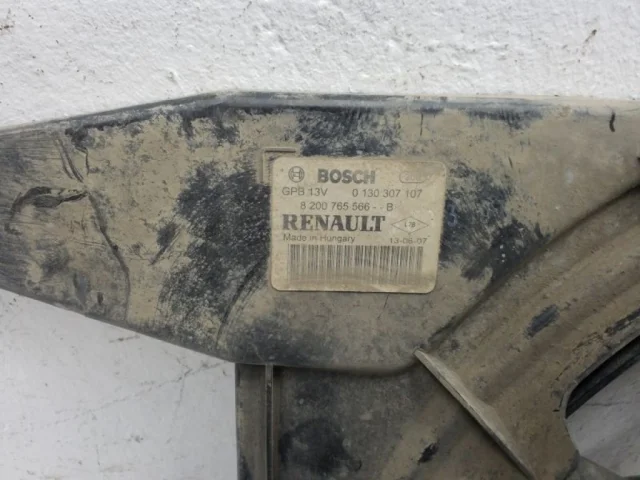 BOSCH
GPB 13V 0 130 307 107
8 200 765 566 - - B
RENAULT
Made in Hungary 13-06-07